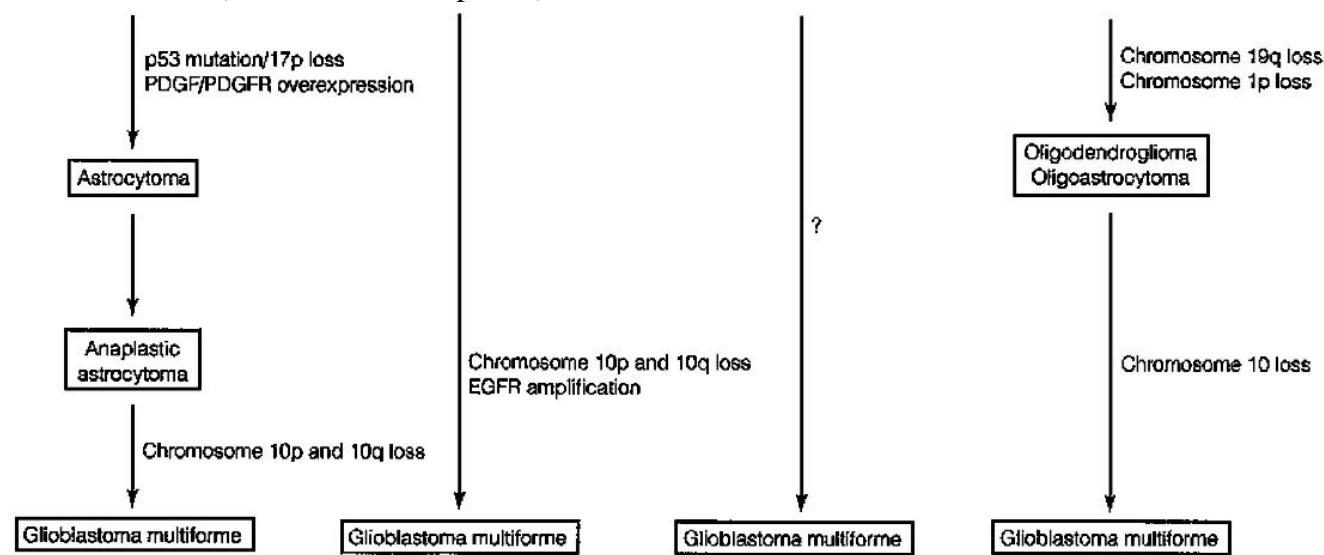 p53 mutation/17p loss
PDGF/PDGFR overexpression
Astrocytoma
Anaplastic
astrocytoma
Chromosome 10p and 10q loss
Glioblastoma multiforme
Chromosome 10p and 10q loss
EGFR amplification
Glioblastoma multiforme
?
Glioblastoma multiforme
Chromosome 19q loss
Chromosome 1p loss
Oligodendroglioma
Oligoastrocytoma
Chromosome 10 loss
Glioblastoma multiforme